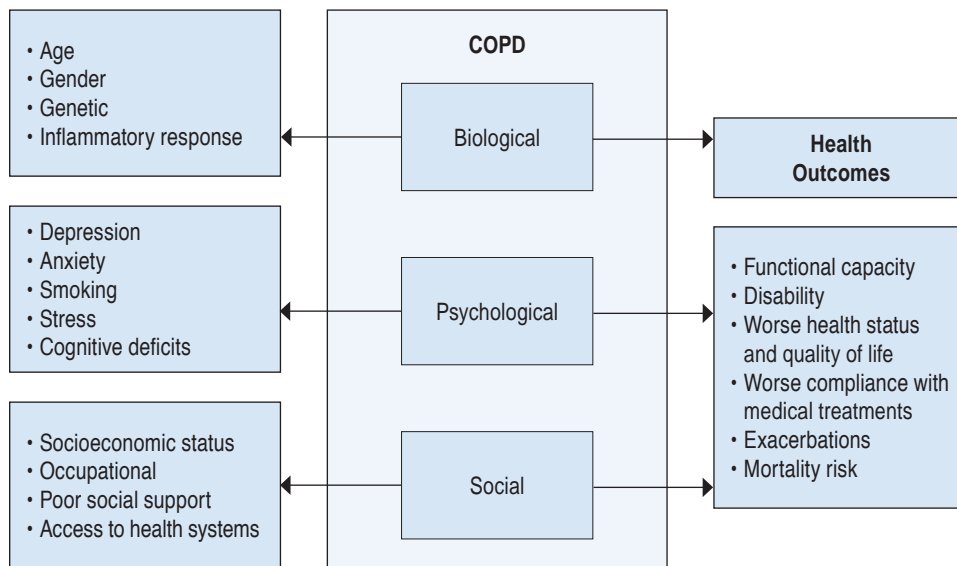 • Age
• Gender
• Genetic
• Inflammatory response
• Depression
• Anxiety
• Smoking
• Stress
• Cognitive deficits
• Socioeconomic status
• Occupational
• Poor social support
• Access to health systems
COPD
Biological
Psychological
Social
Health
Outcomes
• Functional capacity
• Disability
• Worse health status
and quality of life
• Worse compliance with
medical treatments
• Exacerbations
• Mortality risk